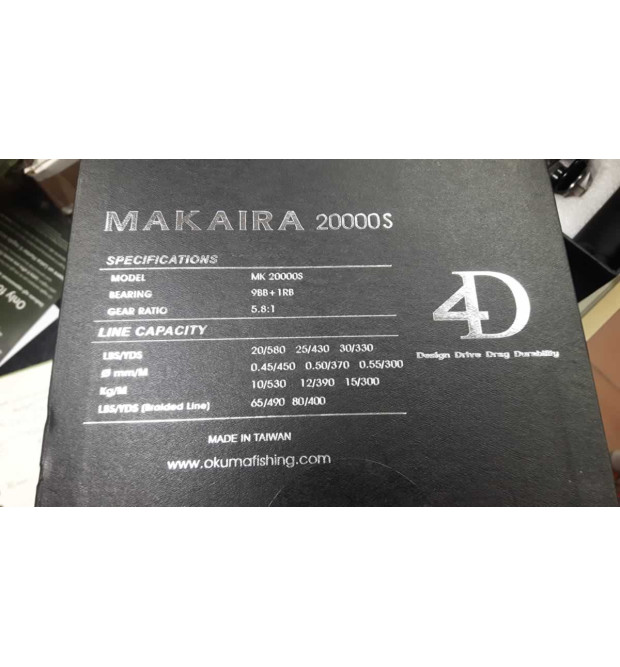 MAKAIRA 20000S
SPECIFICATIONS
MODEL MK 20000S
BEARING 9BB+1RB
GEAR RATIO 5.8:1
LINE CAPACITY
LBS/YDS 20/580 25/430 30/330
Ø mm/M 0.45/450 0.50/370 0.55/300
Kg/M 10/530 12/390 15/300
LBS/YDS (Braided Line) 65/490 80/400
4D
Design Drive Drag Durability
MADE IN TAIWAN
www.okumafishing.com
Only